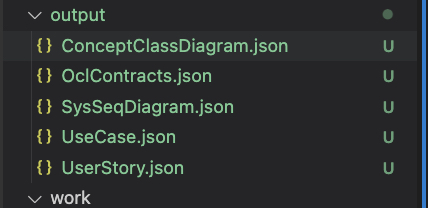 output
{} ConceptClassDiagram.json U
{} OclContracts.json U
{} SysSeqDiagram.json U
{} UseCase.json U
{} UserStory.json U
work